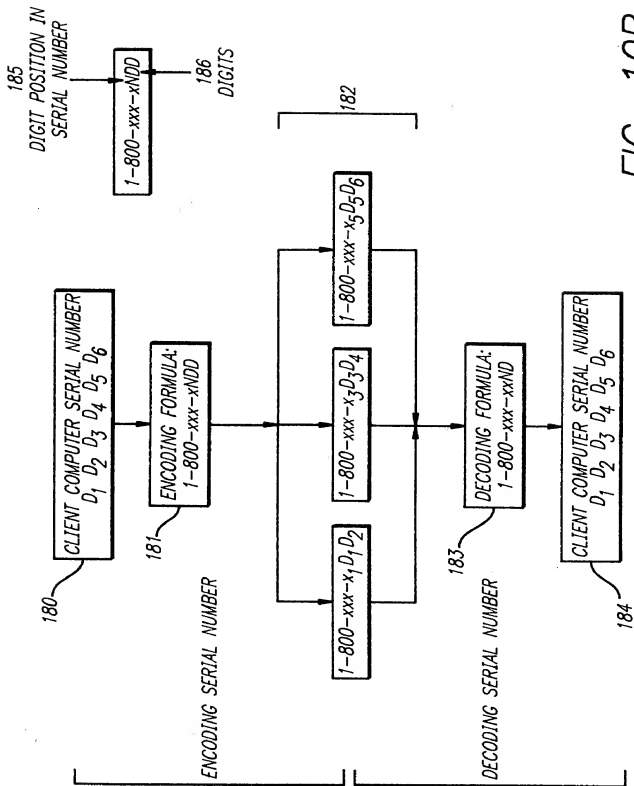 185
DIGIT POSITION IN
SERIAL NUMBER
1-800-xxx-xNDD
186
DIGITS
CLIENT COMPUTER SERIAL NUMBER
D1 D2 D3 D4 D5 D6
180
ENCODING FORMULA:
1-800-xxx-xNDD
181
ENCODING SERIAL NUMBER
182
1-800-xxx-x1D1D2
1-800-xxx-x3D3D4
1-800-xxx-x5D5D6
DECODING SERIAL NUMBER
DECODING FORMULA:
1-800-xxx-xxND
183
CLIENT COMPUTER SERIAL NUMBER
D1 D2 D3 D4 D5 D6
184
FIG.